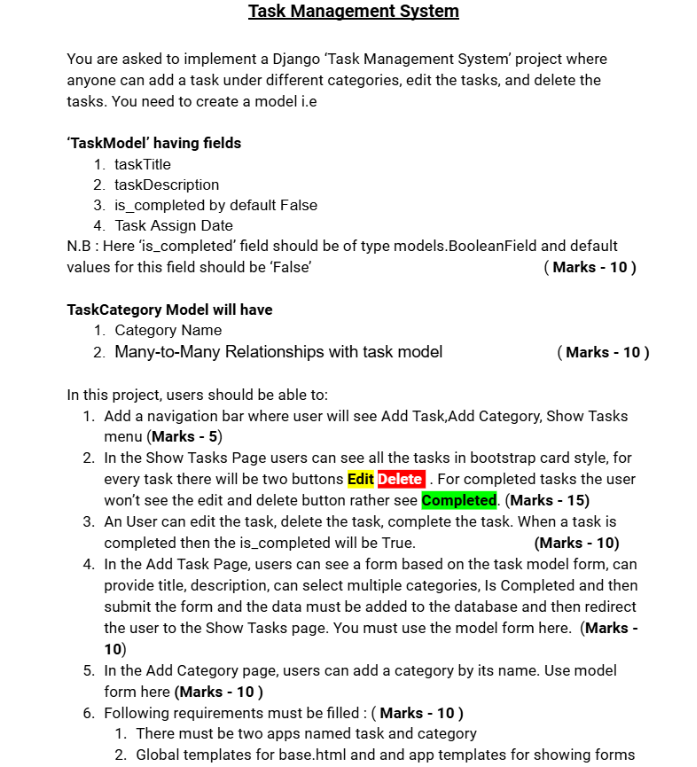 Task Management System
You are asked to implement a Django ‘Task Management System’ project where
anyone can add a task under different categories, edit the tasks, and delete the
tasks. You need to create a model i.e
‘TaskModel’ having fields
1. taskTitle
2. taskDescription
3. is_completed by default False
4. Task Assign Date
N.B : Here ‘is_completed’ field should be of type models.BooleanField and default
values for this field should be ‘False’ ( Marks - 10 )
TaskCategory Model will have
1. Category Name
2. Many-to-Many Relationships with task model ( Marks - 10 )
In this project, users should be able to:
1. Add a navigation bar where user will see Add Task,Add Category, Show Tasks
menu (Marks - 5)
2. In the Show Tasks Page users can see all the tasks in bootstrap card style, for
every task there will be two buttons Edit Delete . For completed tasks the user
won’t see the edit and delete button rather see Completed. (Marks - 15)
3. An User can edit the task, delete the task, complete the task. When a task is
completed then the is_completed will be True. (Marks - 10)
4. In the Add Task Page, users can see a form based on the task model form, can
provide title, description, can select multiple categories, Is Completed and then
submit the form and the data must be added to the database and then redirect
the user to the Show Tasks page. You must use the model form here. (Marks -
10)
5. In the Add Category page, users can add a category by its name. Use model
form here (Marks - 10 )
6. Following requirements must be filled : ( Marks - 10 )
1. There must be two apps named task and category
2. Global templates for base.html and and app templates for showing forms